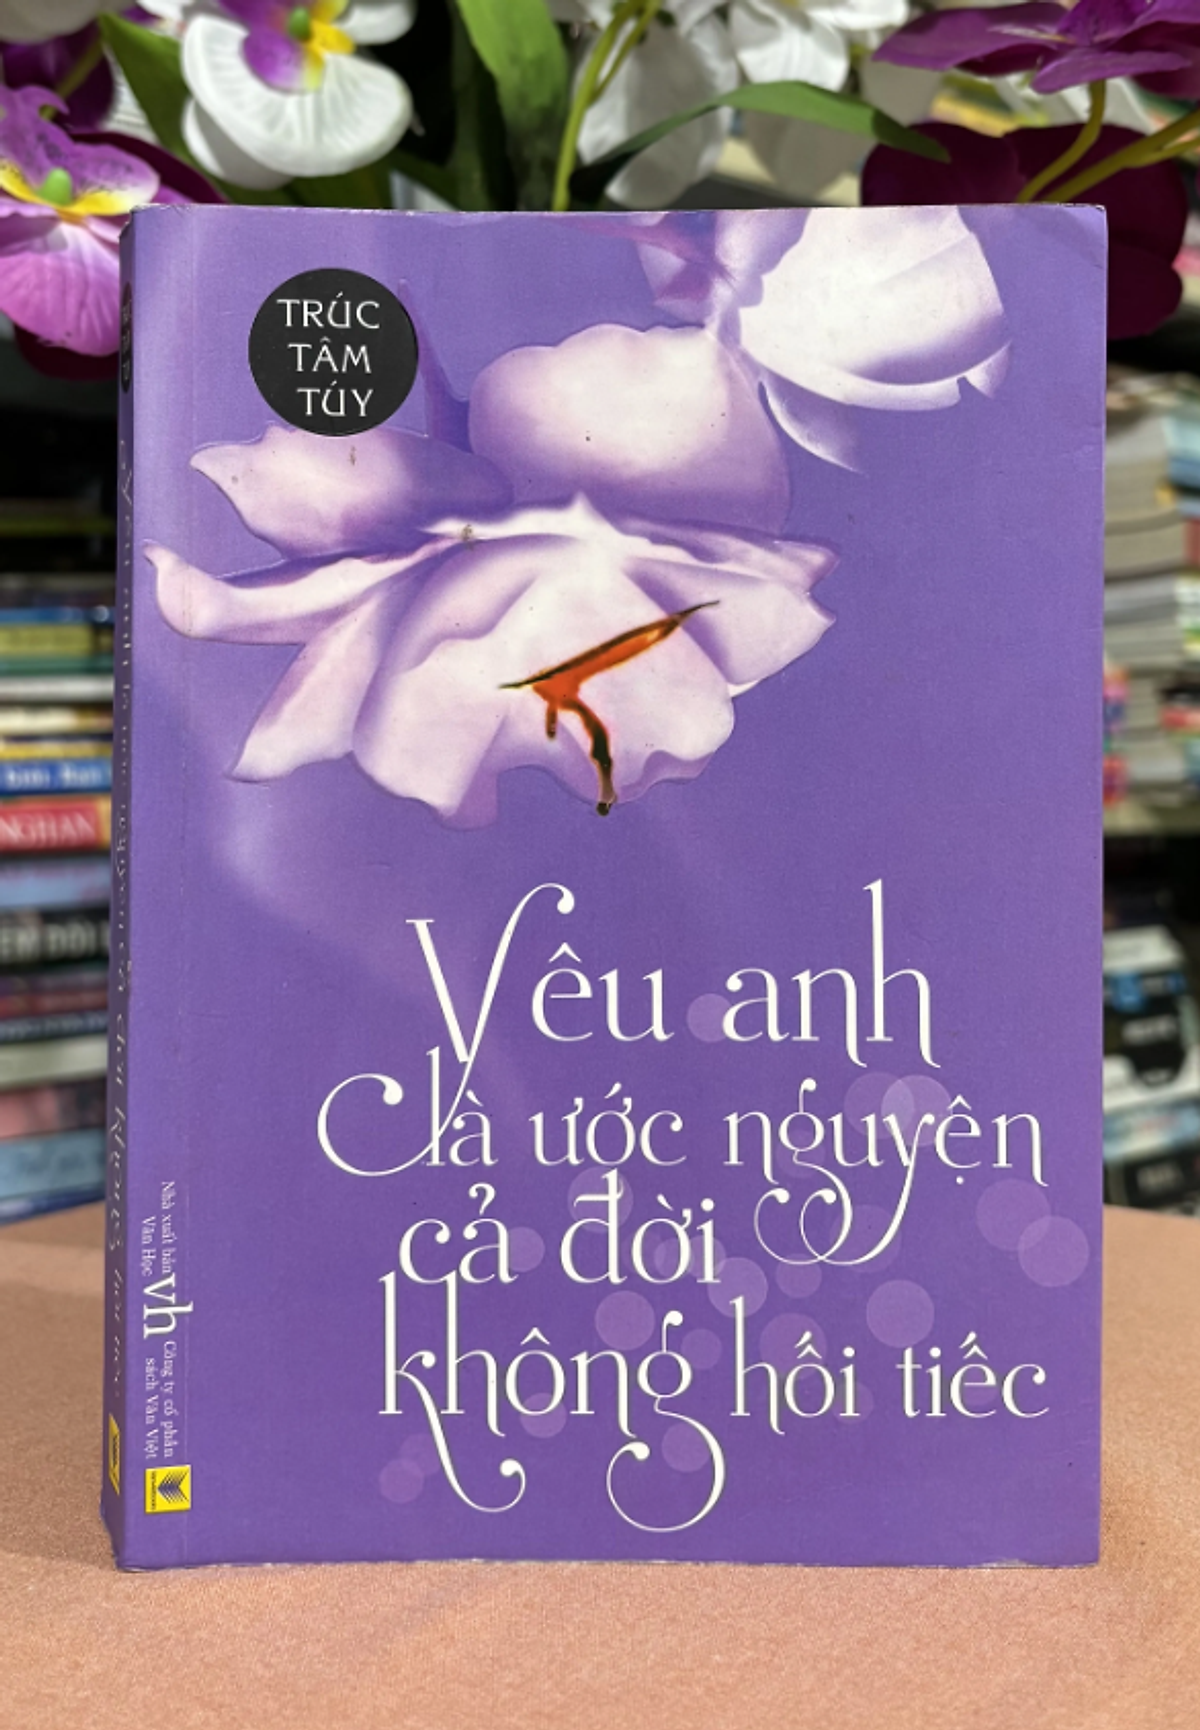 TRÚC
TÂM
TÚY
Yêu anh
là ước nguyện
cả đời
không hối tiếc
Nhà xuất bản
Văn Học
vh
Công ty cổ phần
sách Văn Việt
NGHAN